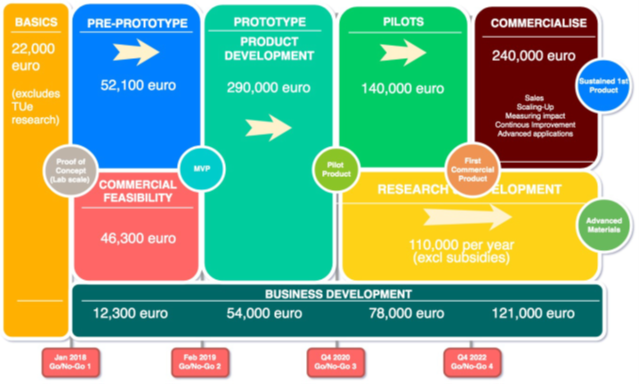 BASICS
22,000
euro
(excludes
TUe
research)
PRE-PROTOTYPE
52,100 euro
PROTOTYPE
PRODUCT
DEVELOPMENT
290,000 euro
PILOTS
140,000 euro
COMMERCIALISE
240,000 euro
Sales
Scaling-Up
Measuring impact
Continous Improvement
Advanced applications
Sustained 1st
Product
Proof of
Concept
(Lab scale)
MVP
Pilot
Product
First
Commercial
Product
COMMERCIAL
FEASIBILITY
46,300 euro
RESEARCH
DEVELOPMENT
110,000 per year
(excl subsidies)
Advanced
Materials
BUSINESS DEVELOPMENT
12,300 euro
54,000 euro
78,000 euro
121,000 euro
Jan 2018
Go/No-Go 1
Feb 2019
Go/No-Go 2
Q4 2020
Go/No-Go 3
Q4 2022
Go/No-Go 4